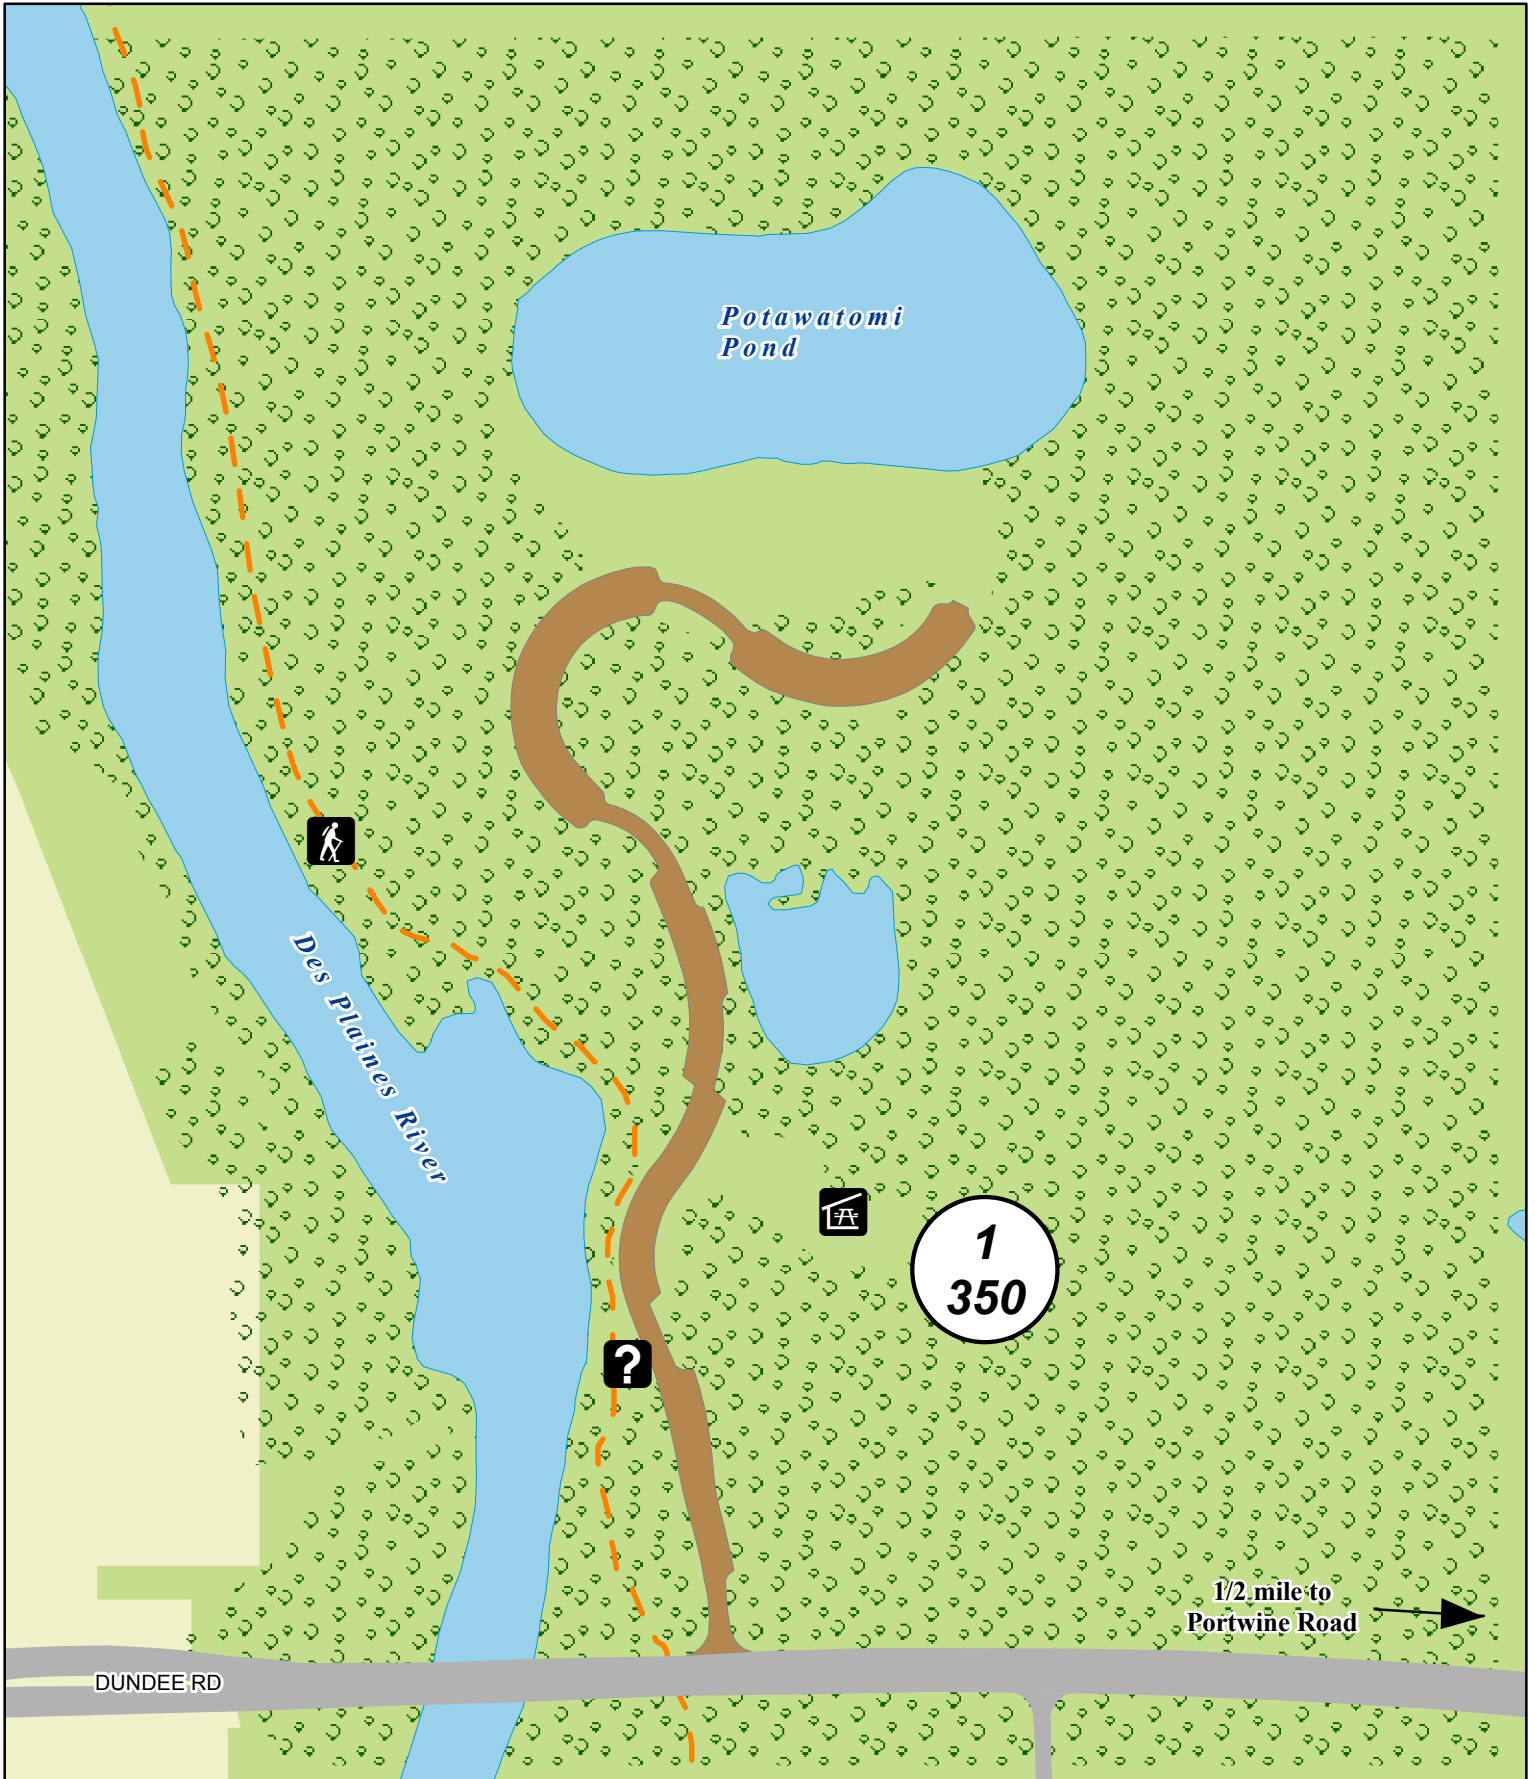 Potawatomi
Pond
Des Plaines River
1
350
?
1/2 mile to
Portwine Road
DUNDEE RD